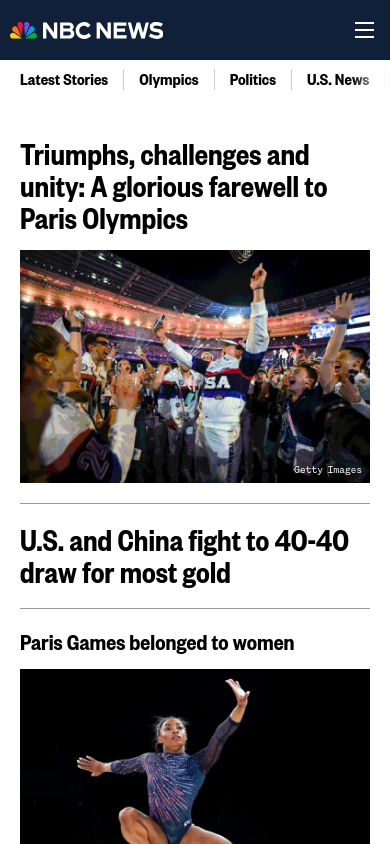 NBC NEWS
Latest Stories
Olympics
Politics
U.S. News
Triumphs, challenges and
unity: A glorious farewell to
Paris Olympics
SA
Getty Images
U.S. and China fight to 40-40
draw for most gold
Paris Games belonged to women